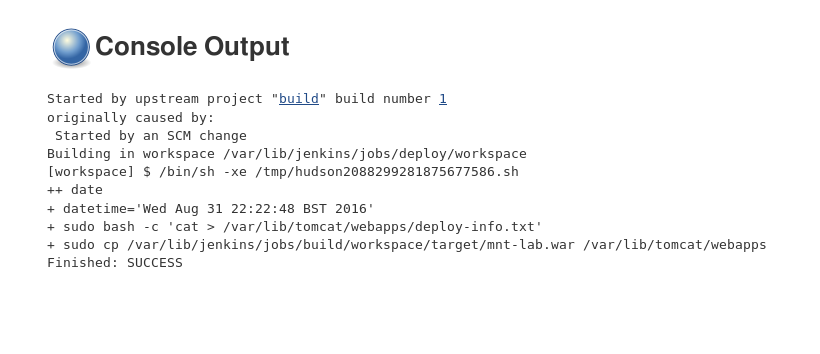 Console Output
Started by upstream project "build" build number 1
originally caused by:
 Started by an SCM change
Building in workspace /var/lib/jenkins/jobs/deploy/workspace
[workspace] $ /bin/sh -xe /tmp/hudson2088299281875677586.sh
++ date
+ datetime='Wed Aug 31 22:22:48 BST 2016'
+ sudo bash -c 'cat > /var/lib/tomcat/webapps/deploy-info.txt'
+ sudo cp /var/lib/jenkins/jobs/build/workspace/target/mnt-lab.war /var/lib/tomcat/webapps
Finished: SUCCESS